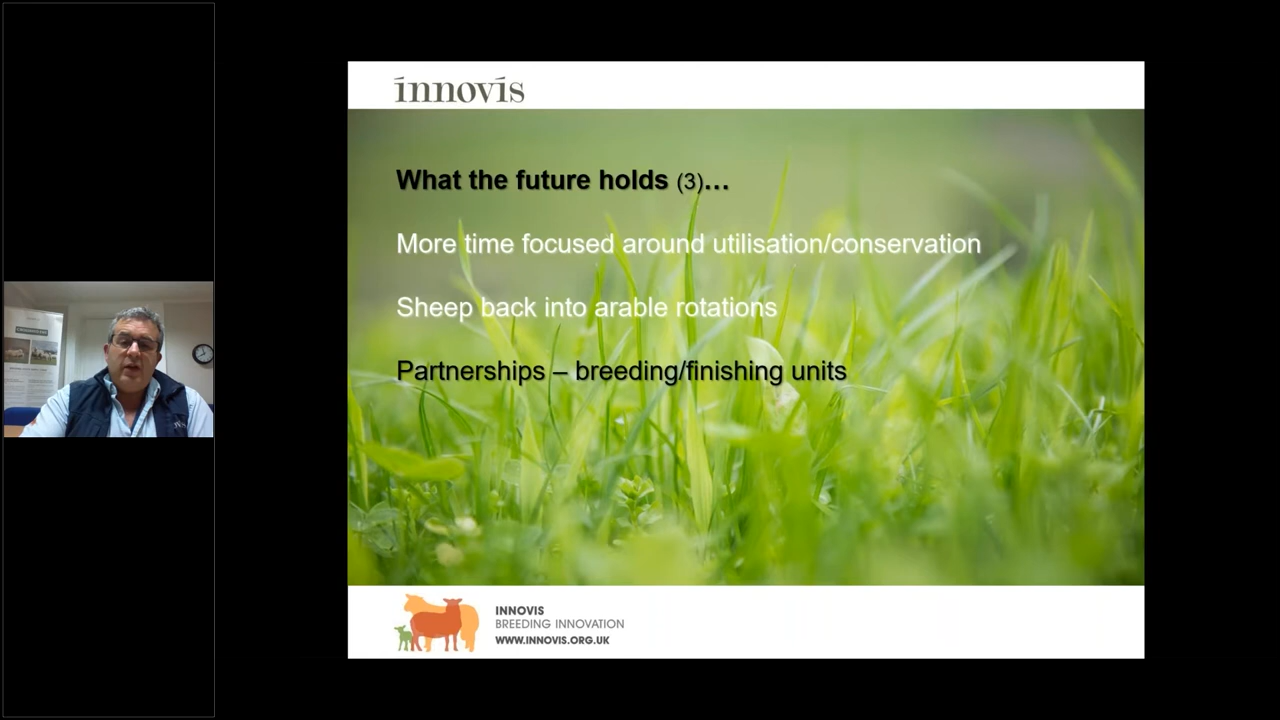 innovis
What the future holds (3)...
More time focused around utilisation/conservation
Sheep back into arable rotations
Partnerships – breeding/finishing units
INNOVIS
BREEDING INNOVATION
WWW.INNOVIS.ORG.UK